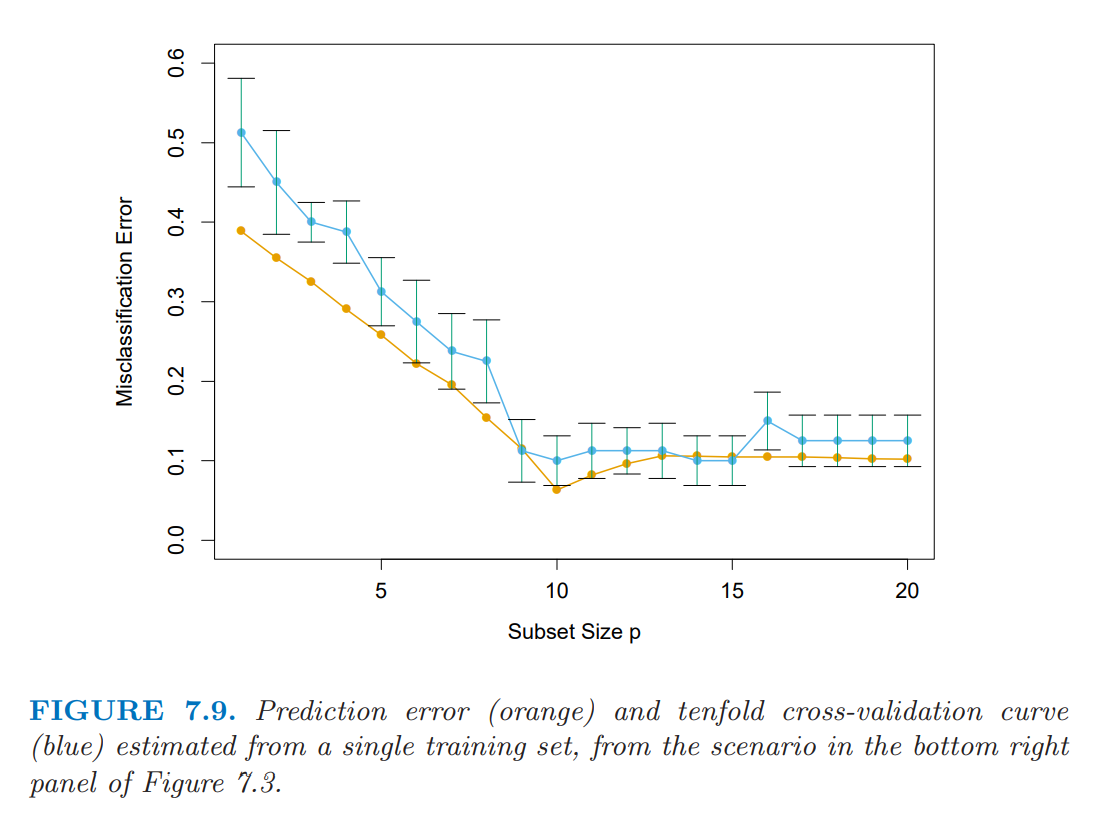 0.6
0.5
0.4
0.3
0.2
0.1
0.0
Misclassification Error
5 10 15 20
Subset Size p
FIGURE 7.9. Prediction error (orange) and tenfold cross-validation curve
(blue) estimated from a single training set, from the scenario in the bottom right
panel of Figure 7.3.